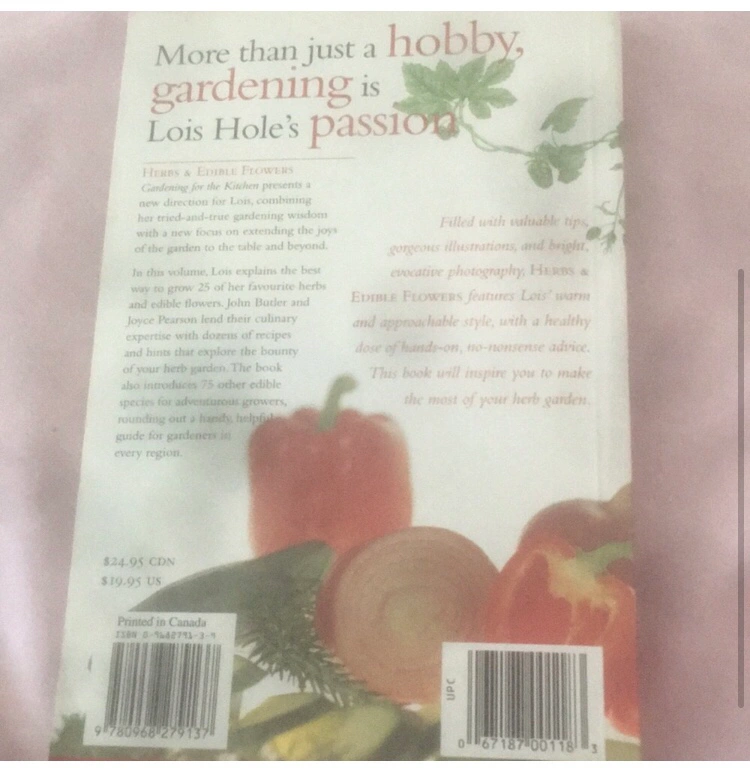 More than just a hobby,
gardening is
Lois Hole's passion
HERBS & EDIBLE FLOWERS
Gardening for the Kitchen presents a
new direction for Lois, combining
her tried-and-true gardening wisdom
with a new focus on extending the joys
of the garden to the table and beyond.
In this volume, Lois explains the best
way to grow 25 of her favourite herbs
and edible flowers. John Butler and
Joyce Pearson lend their culinary
expertise with dozens of recipes
and hints that explore the bounty
of your herb garden. The book
also introduces 75 other edible
species for adventurous growers,
rounding out a handy, helpful
guide for gardeners in
every region.
Filled with valuable tips,
gorgeous illustrations, and bright,
evocative photography, HERBS &
EDIBLE FLOWERS features Lois' warm
and approachable style, with a healthy
dose of hands-on, no-nonsense advice.
This book will inspire you to make
the most of your herb garden.
$24.95 CDN
$19.95 US
Printed in Canada
ISBN 0-9682791-3-9
9 780968 279137
UPC
0 67187 00118 3